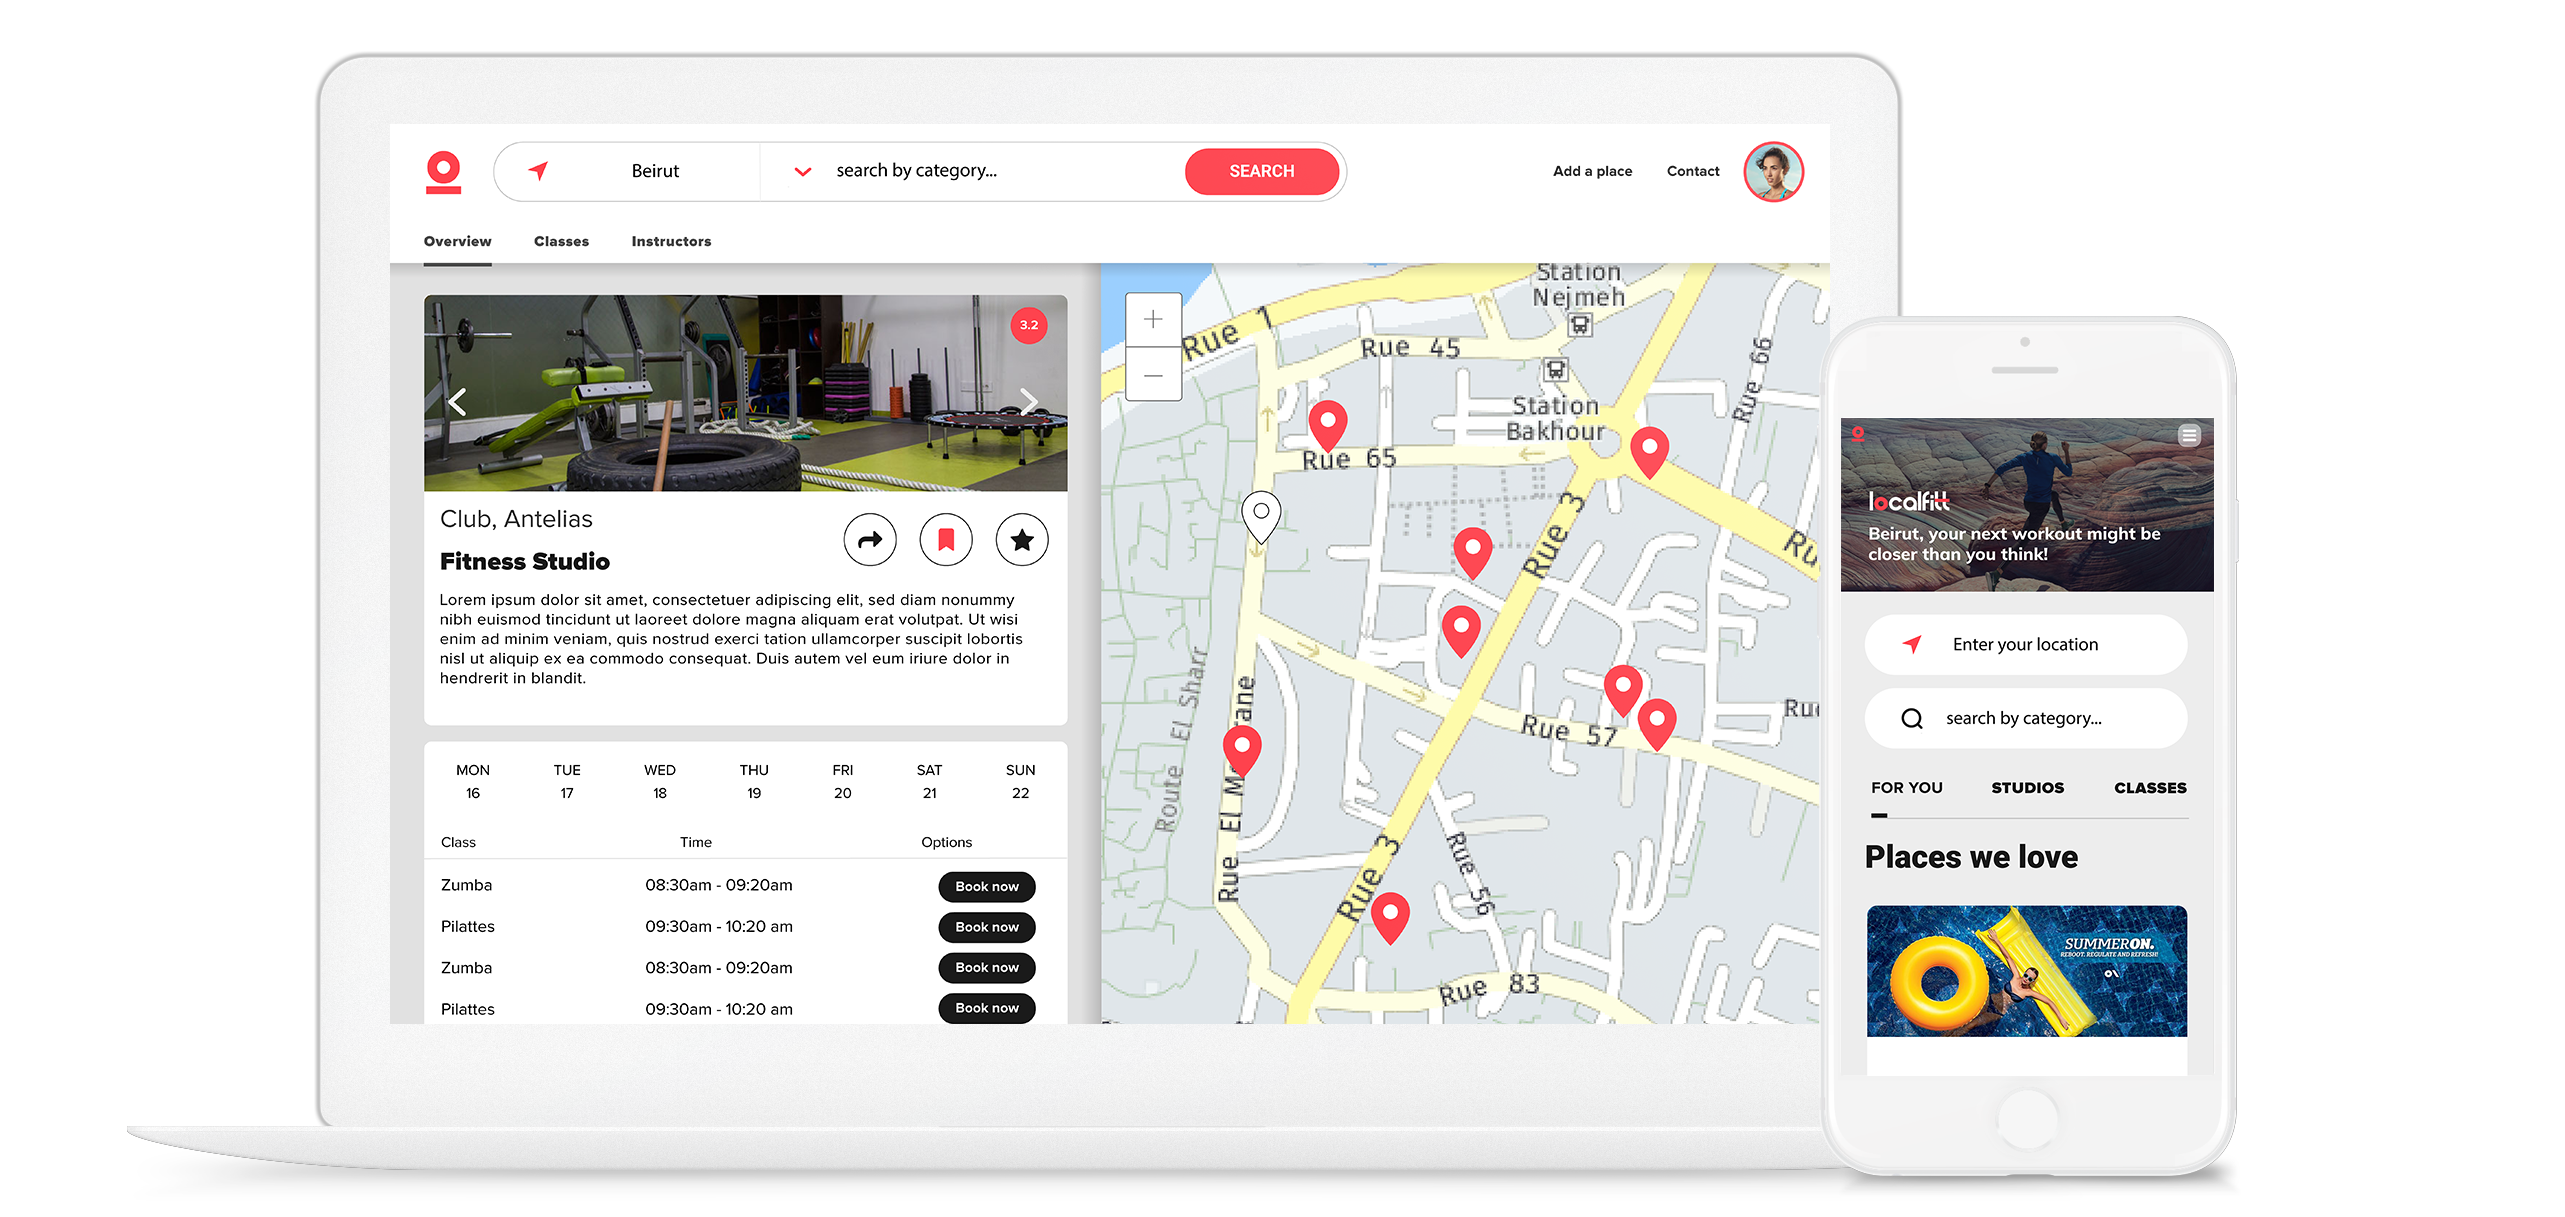 Beirut
search by category...
SEARCH
Add a place
Contact
Overview
Classes
Instructors
3.2
Club, Antelias
Fitness Studio
Lorem ipsum dolor sit amet, consectetuer adipiscing elit, sed diam nonummy
nibh euismod tincidunt ut laoreet dolore magna aliquam erat volutpat. Ut wisi
enim ad minim veniam, quis nostrud exerci tation ullamcorper suscipit lobortis
nisl ut aliquip ex ea commodo consequat. Duis autem vel eum iriure dolor in
hendrerit in blandit.
MON TUE WED THU FRI SAT SUN
16 17 18 19 20 21 22
Class Time Options
Zumba 08:30am - 09:20am Book now
Pilattes 09:30am - 10:20 am Book now
Zumba 08:30am - 09:20am Book now
Pilattes 09:30am - 10:20 am Book now
Station
Nejmeh
Rue 1
Rue 45
Rue 66
Station
Bakhour
Rue 65
Rue 3
Ru
Route El Sharr
Rue El M rane
Rue 57
Rue
Rue 3
Rue 56
Rue 83
localfitt
Beirut, your next workout might be
closer than you think!
Enter your location
search by category...
FOR YOU
STUDIOS
CLASSES
Places we love
SUMMERON.
REBOOT. REGULATE AND REFRESH!